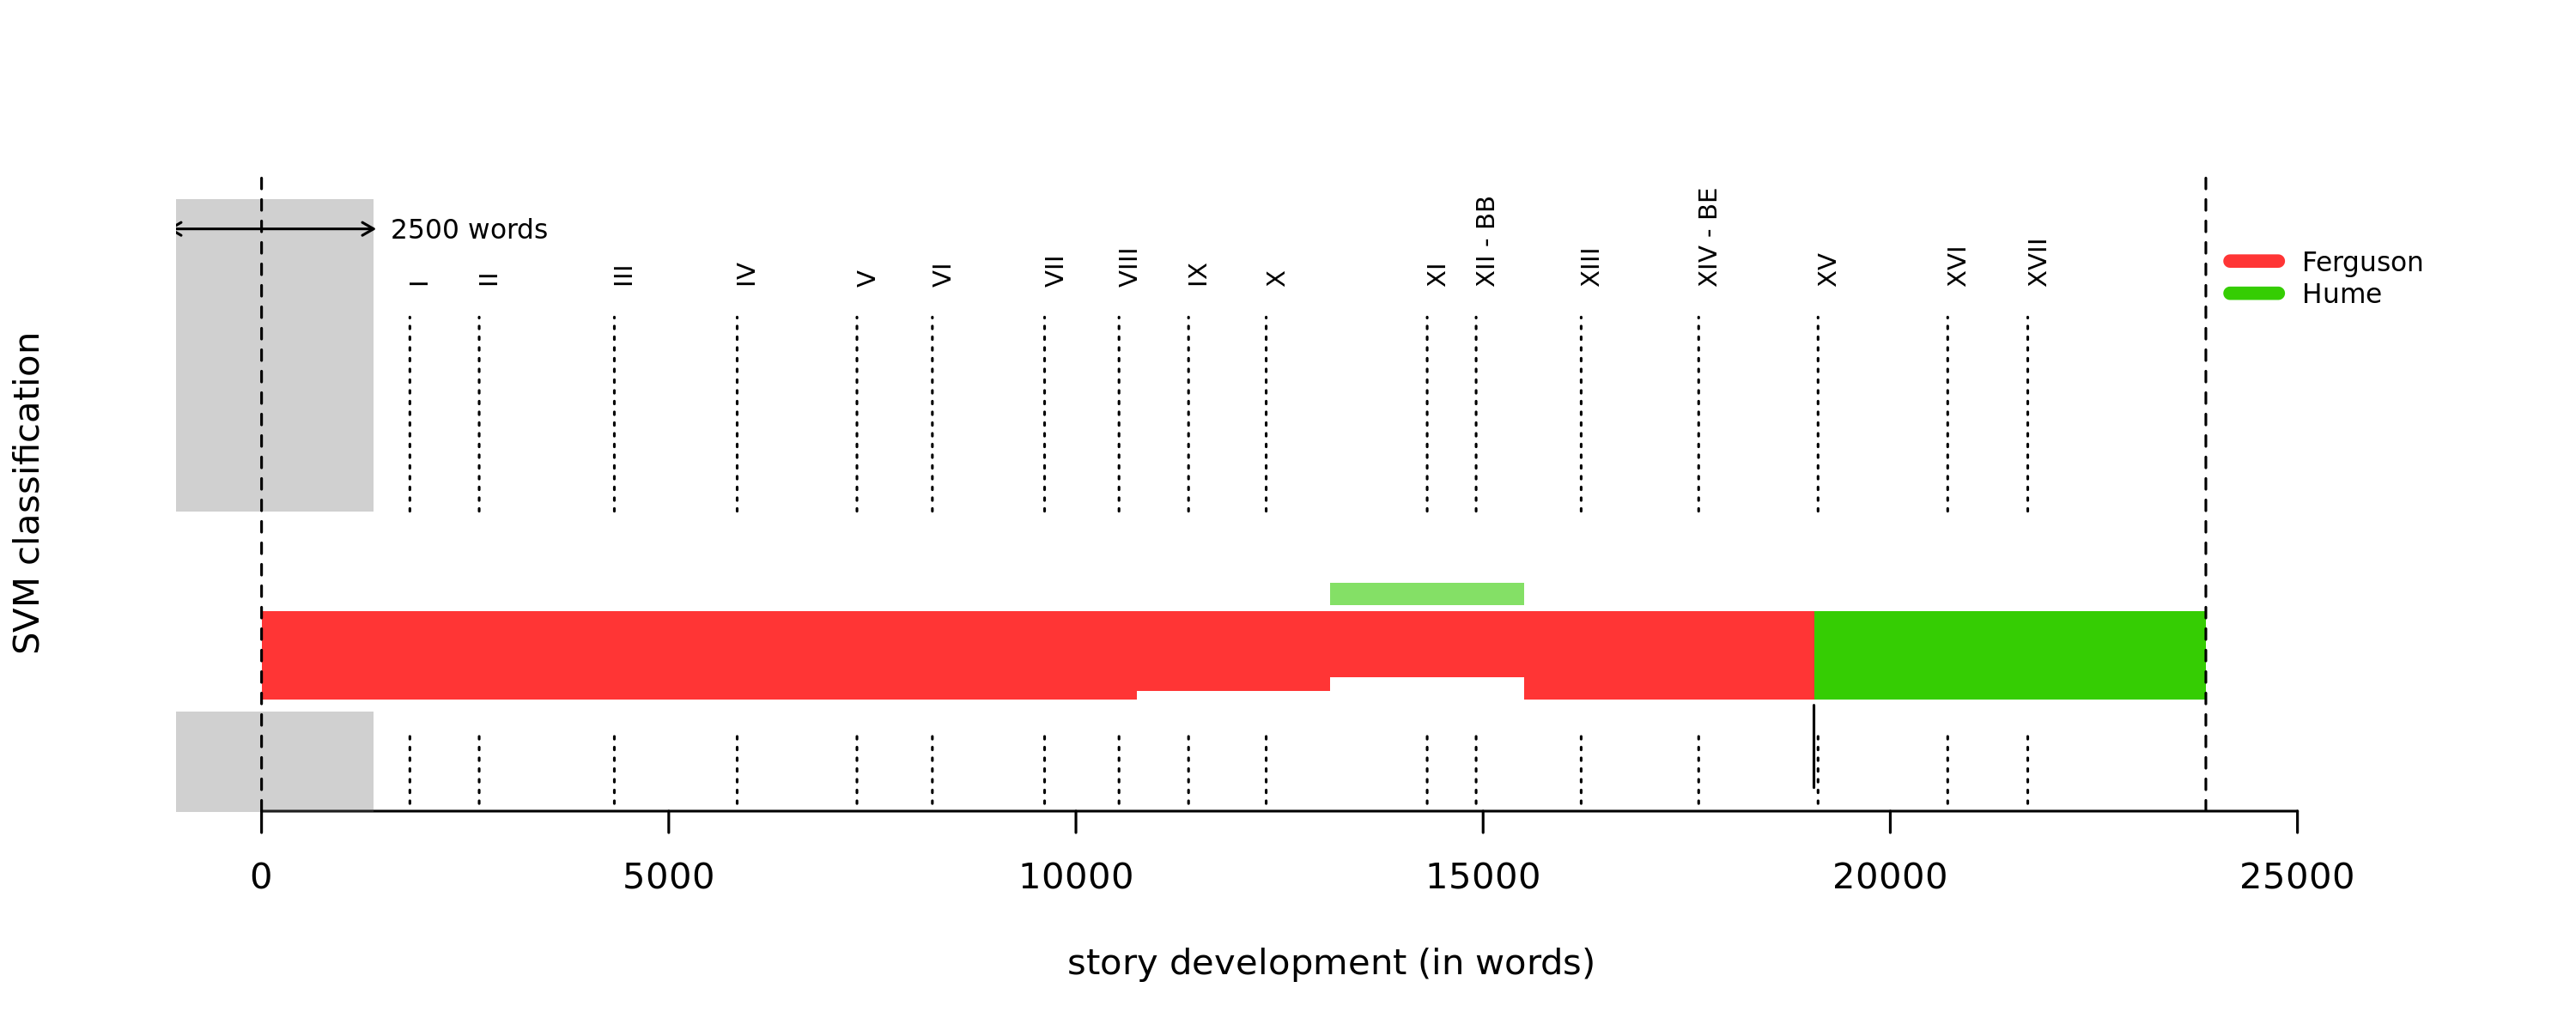 2500 words
I
II
III
IV
V
VI
VII
VIII
IX
X
XI
XII - BB
XIII
XIV - BE
XV
XVI
XVII
Ferguson
Hume
SVM classification
0
5000
10000
15000
20000
25000
story development (in words)